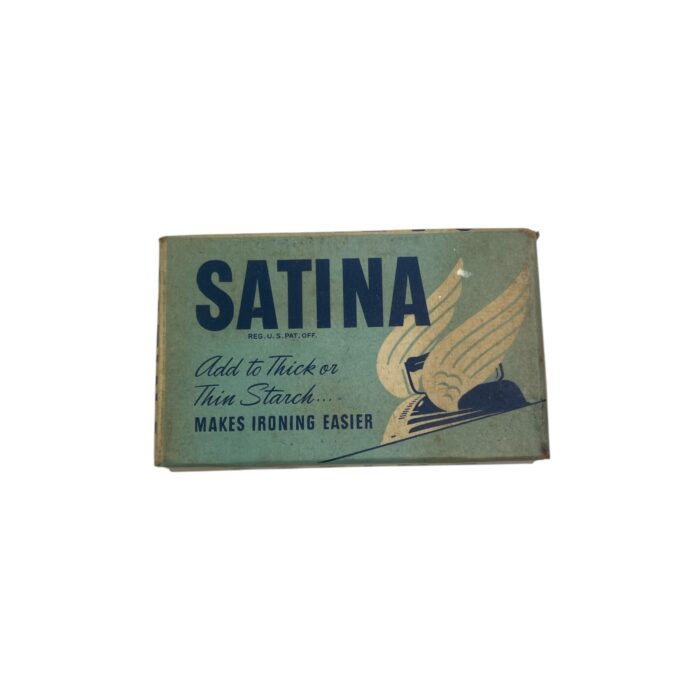 SATINA
REG. U.S. PAT. OFF.
Add to Thick or
Thin Starch....
MAKES IRONING EASIER